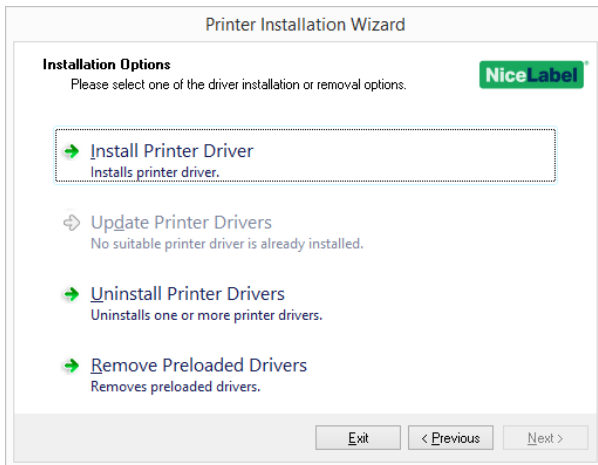 Printer Installation Wizard
Installation Options
Please select one of the driver installation or removal options.
NiceLabel
Install Printer Driver
Installs printer driver.
Update Printer Drivers
No suitable printer driver is already installed.
Uninstall Printer Drivers
Uninstalls one or more printer drivers.
Remove Preloaded Drivers
Removes preloaded drivers.
Exit
< Previous
Next >